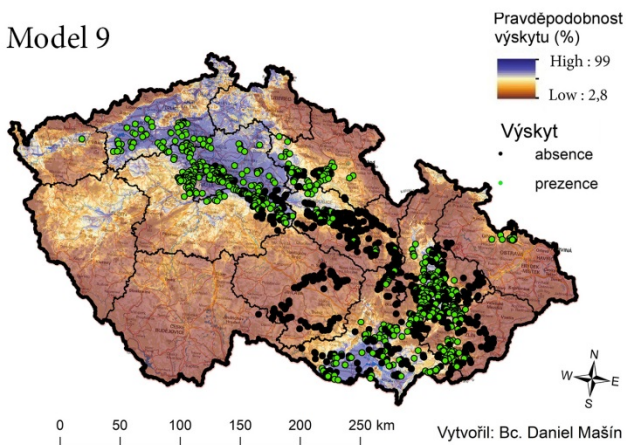 Model 9
Pravděpodobnost
výskytu (%)
High : 99
Low : 2,8
Výskyt
absence
prezence
OSTRAVA
N
W E
S
0 50 100 150 200 250 km
Vytvořil: Bc. Daniel Mašín